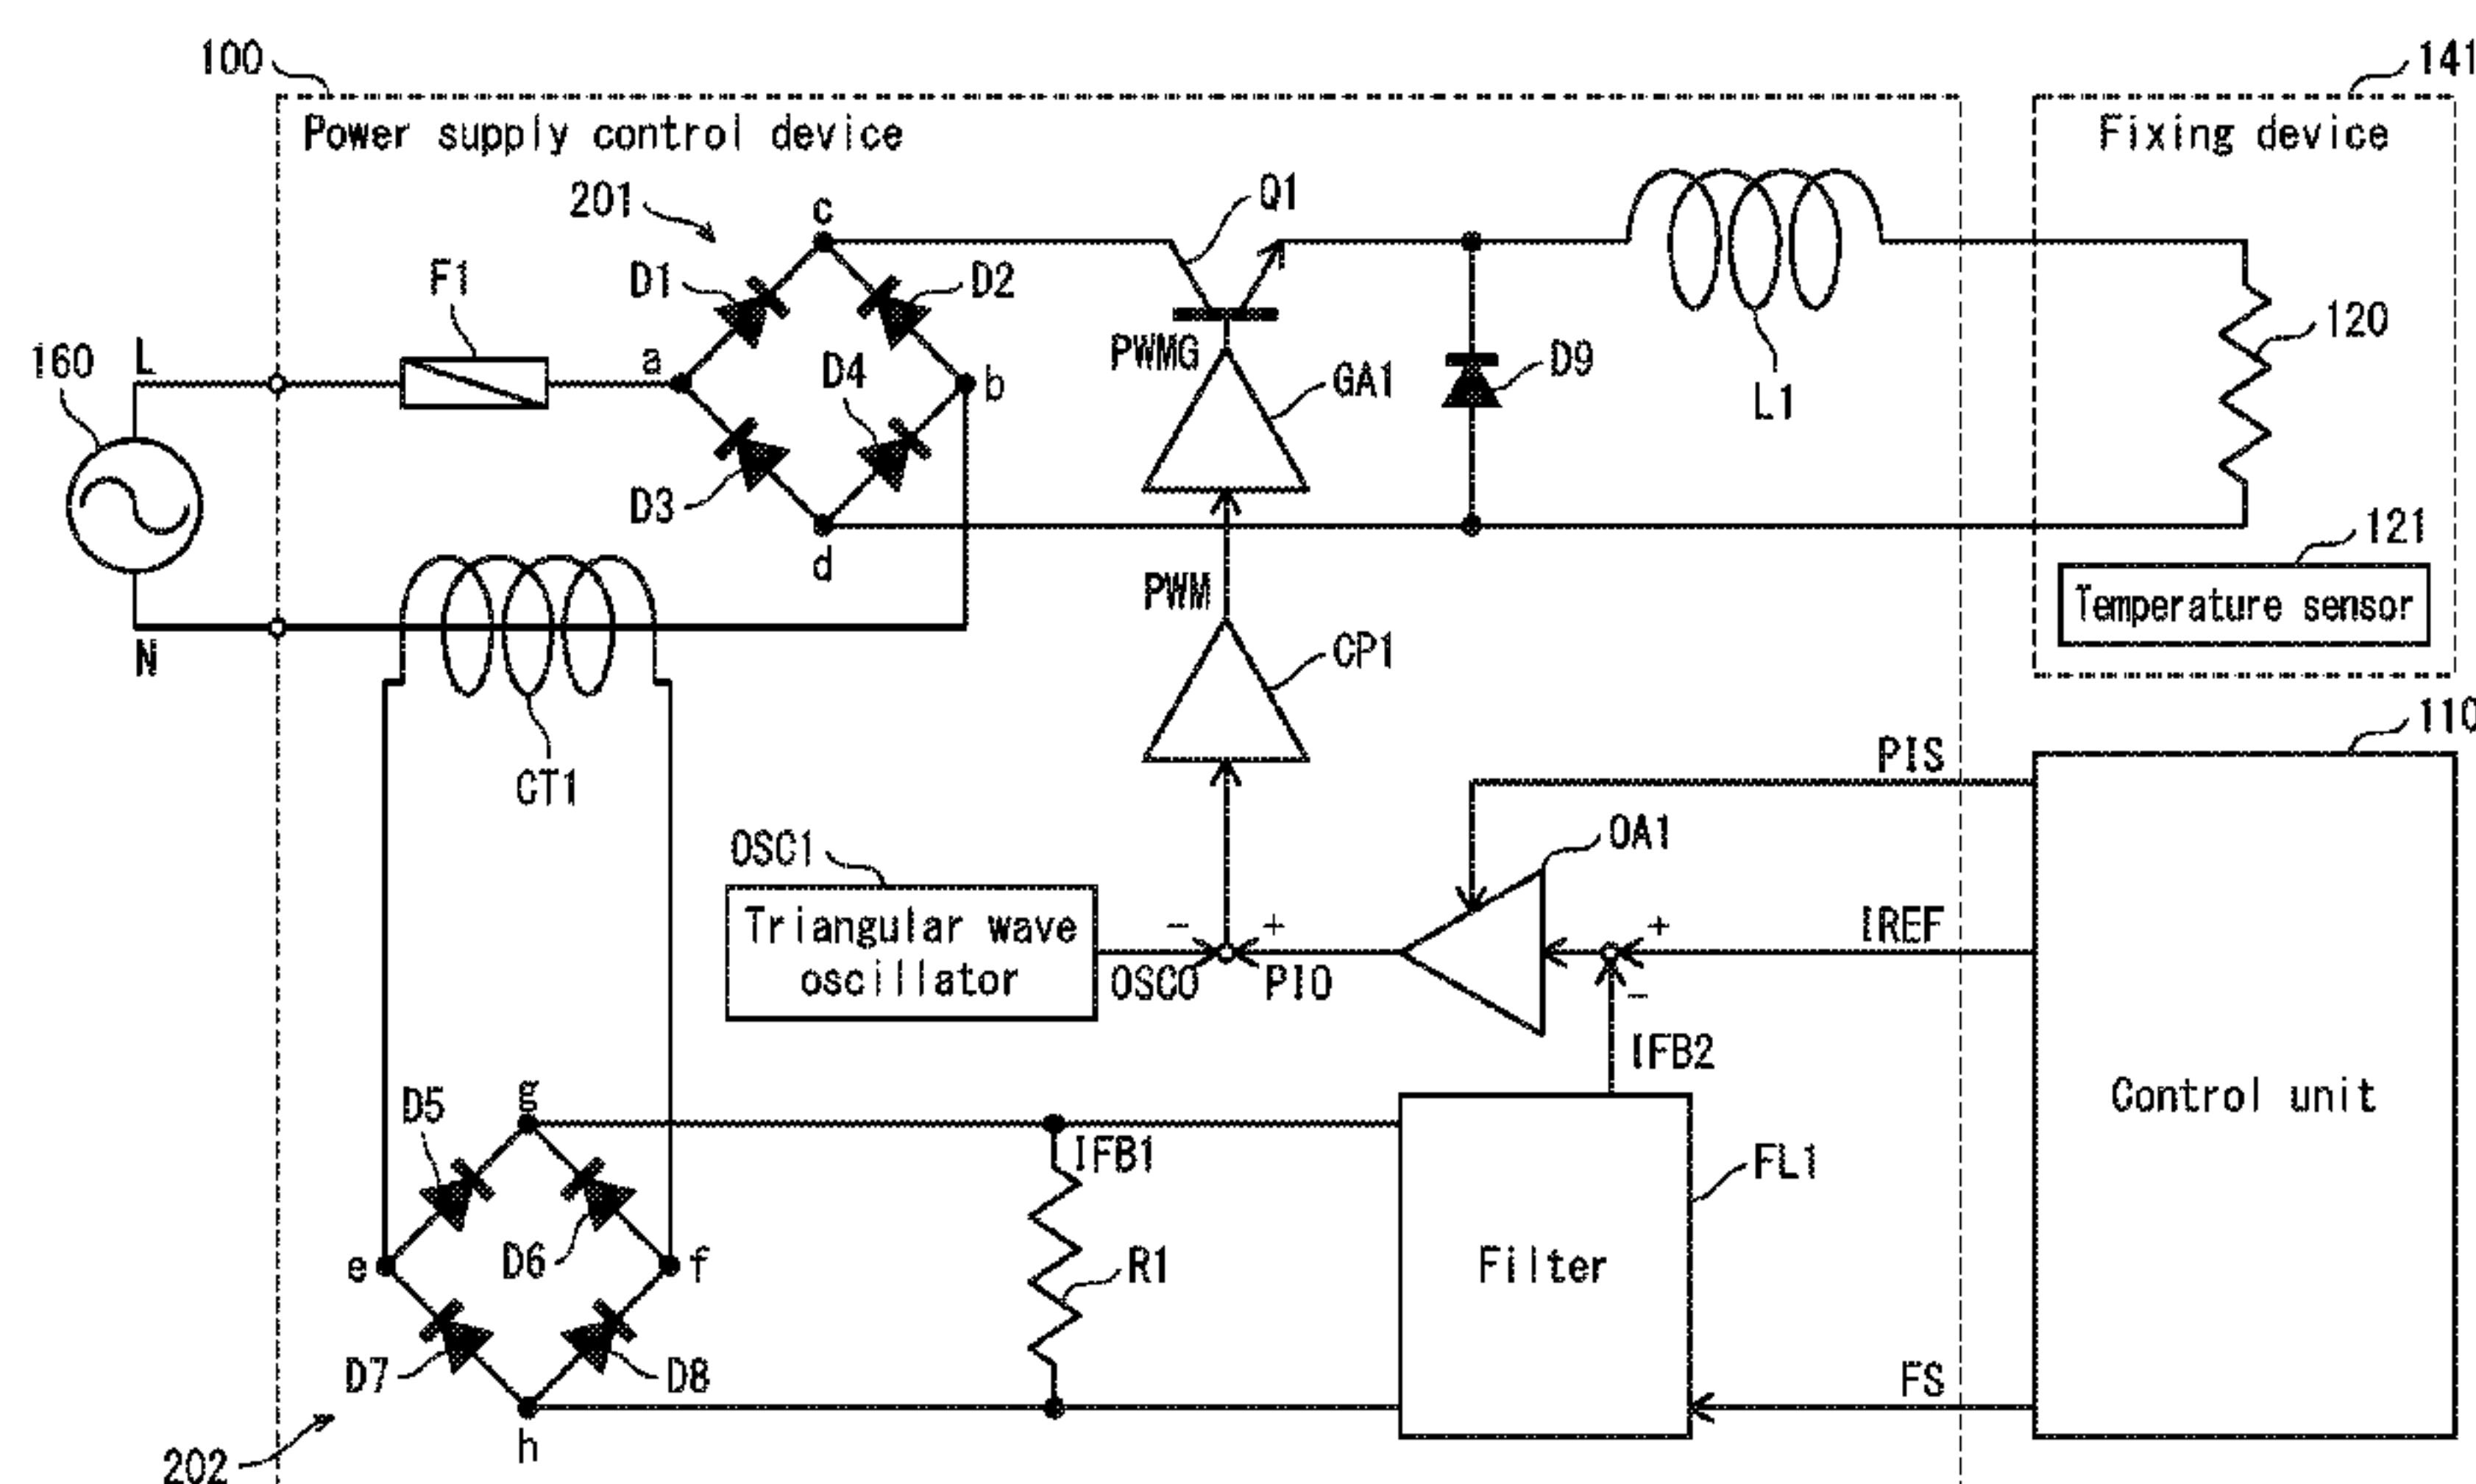 100
141
Power supply control device
Fixing device
201
c
Q1
F1
D1
D2
120
160
L
a
D4
b
PWMG
GA1
D9
L1
D3
d
121
PWM
Temperature sensor
N
CP1
110
CT1
PIS
OSC1
OA1
Triangular wave
oscillator
-
+
+
IREF
OSCO
PIO
-
IFB2
Control unit
D5
g
IFB1
FL1
e
D6
f
R1
Filter
D7
D8
FS
h
202